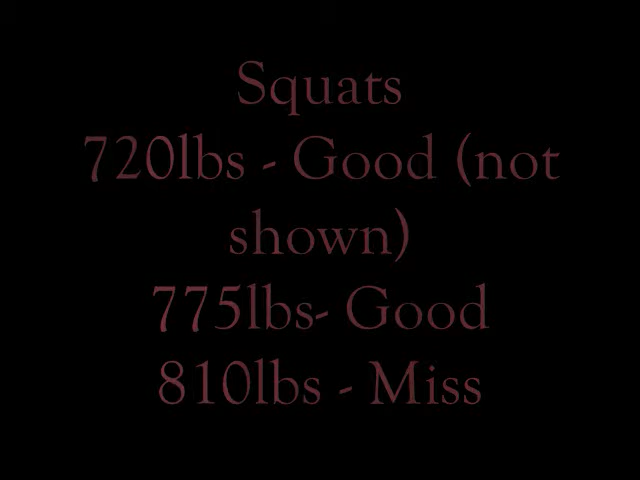 Squats
720lbs - Good (not
shown)
775lbs- Good
810lbs - Miss